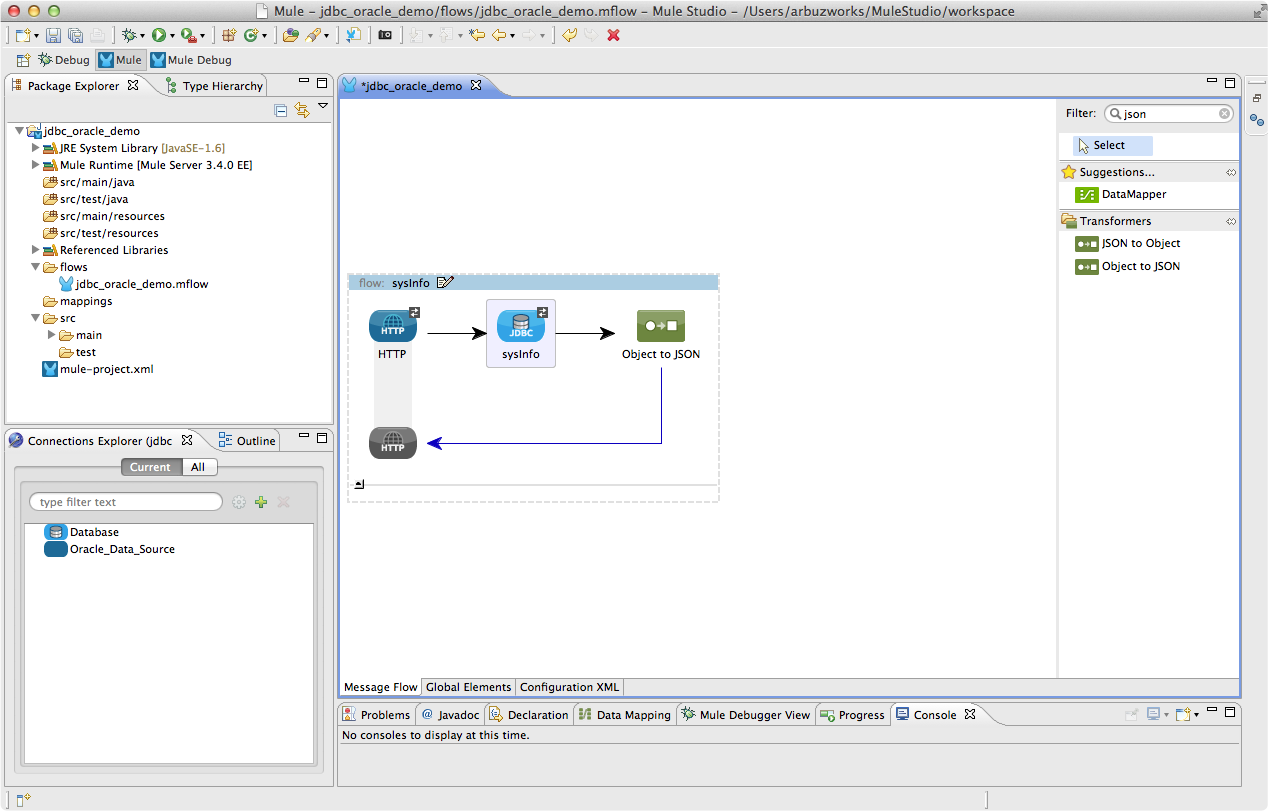 Mule – jdbc_oracle_demo/flows/jdbc_oracle_demo.mflow – Mule Studio – /Users/arbuzworks/MuleStudio/workspace
Debug Mule Mule Debug
Package Explorer Type Hierarchy
jdbc_oracle_demo
JRE System Library [JavaSE-1.6]
Mule Runtime [Mule Server 3.4.0 EE]
src/main/java
src/test/java
src/main/resources
src/test/resources
Referenced Libraries
flows
jdbc_oracle_demo.mflow
mappings
src
main
test
mule-project.xml
Connections Explorer (jdbc Outline
Current All
type filter text
Database
Oracle_Data_Source
*jdbc_oracle_demo
flow: sysInfo
HTTP
HTTP
JDBC
sysInfo
Object to JSON
HTTP
Filter: json
Select
Suggestions...
DataMapper
Transformers
JSON to Object
Object to JSON
Message Flow Global Elements Configuration XML
Problems @ Javadoc Declaration Data Mapping Mule Debugger View Progress Console
No consoles to display at this time.